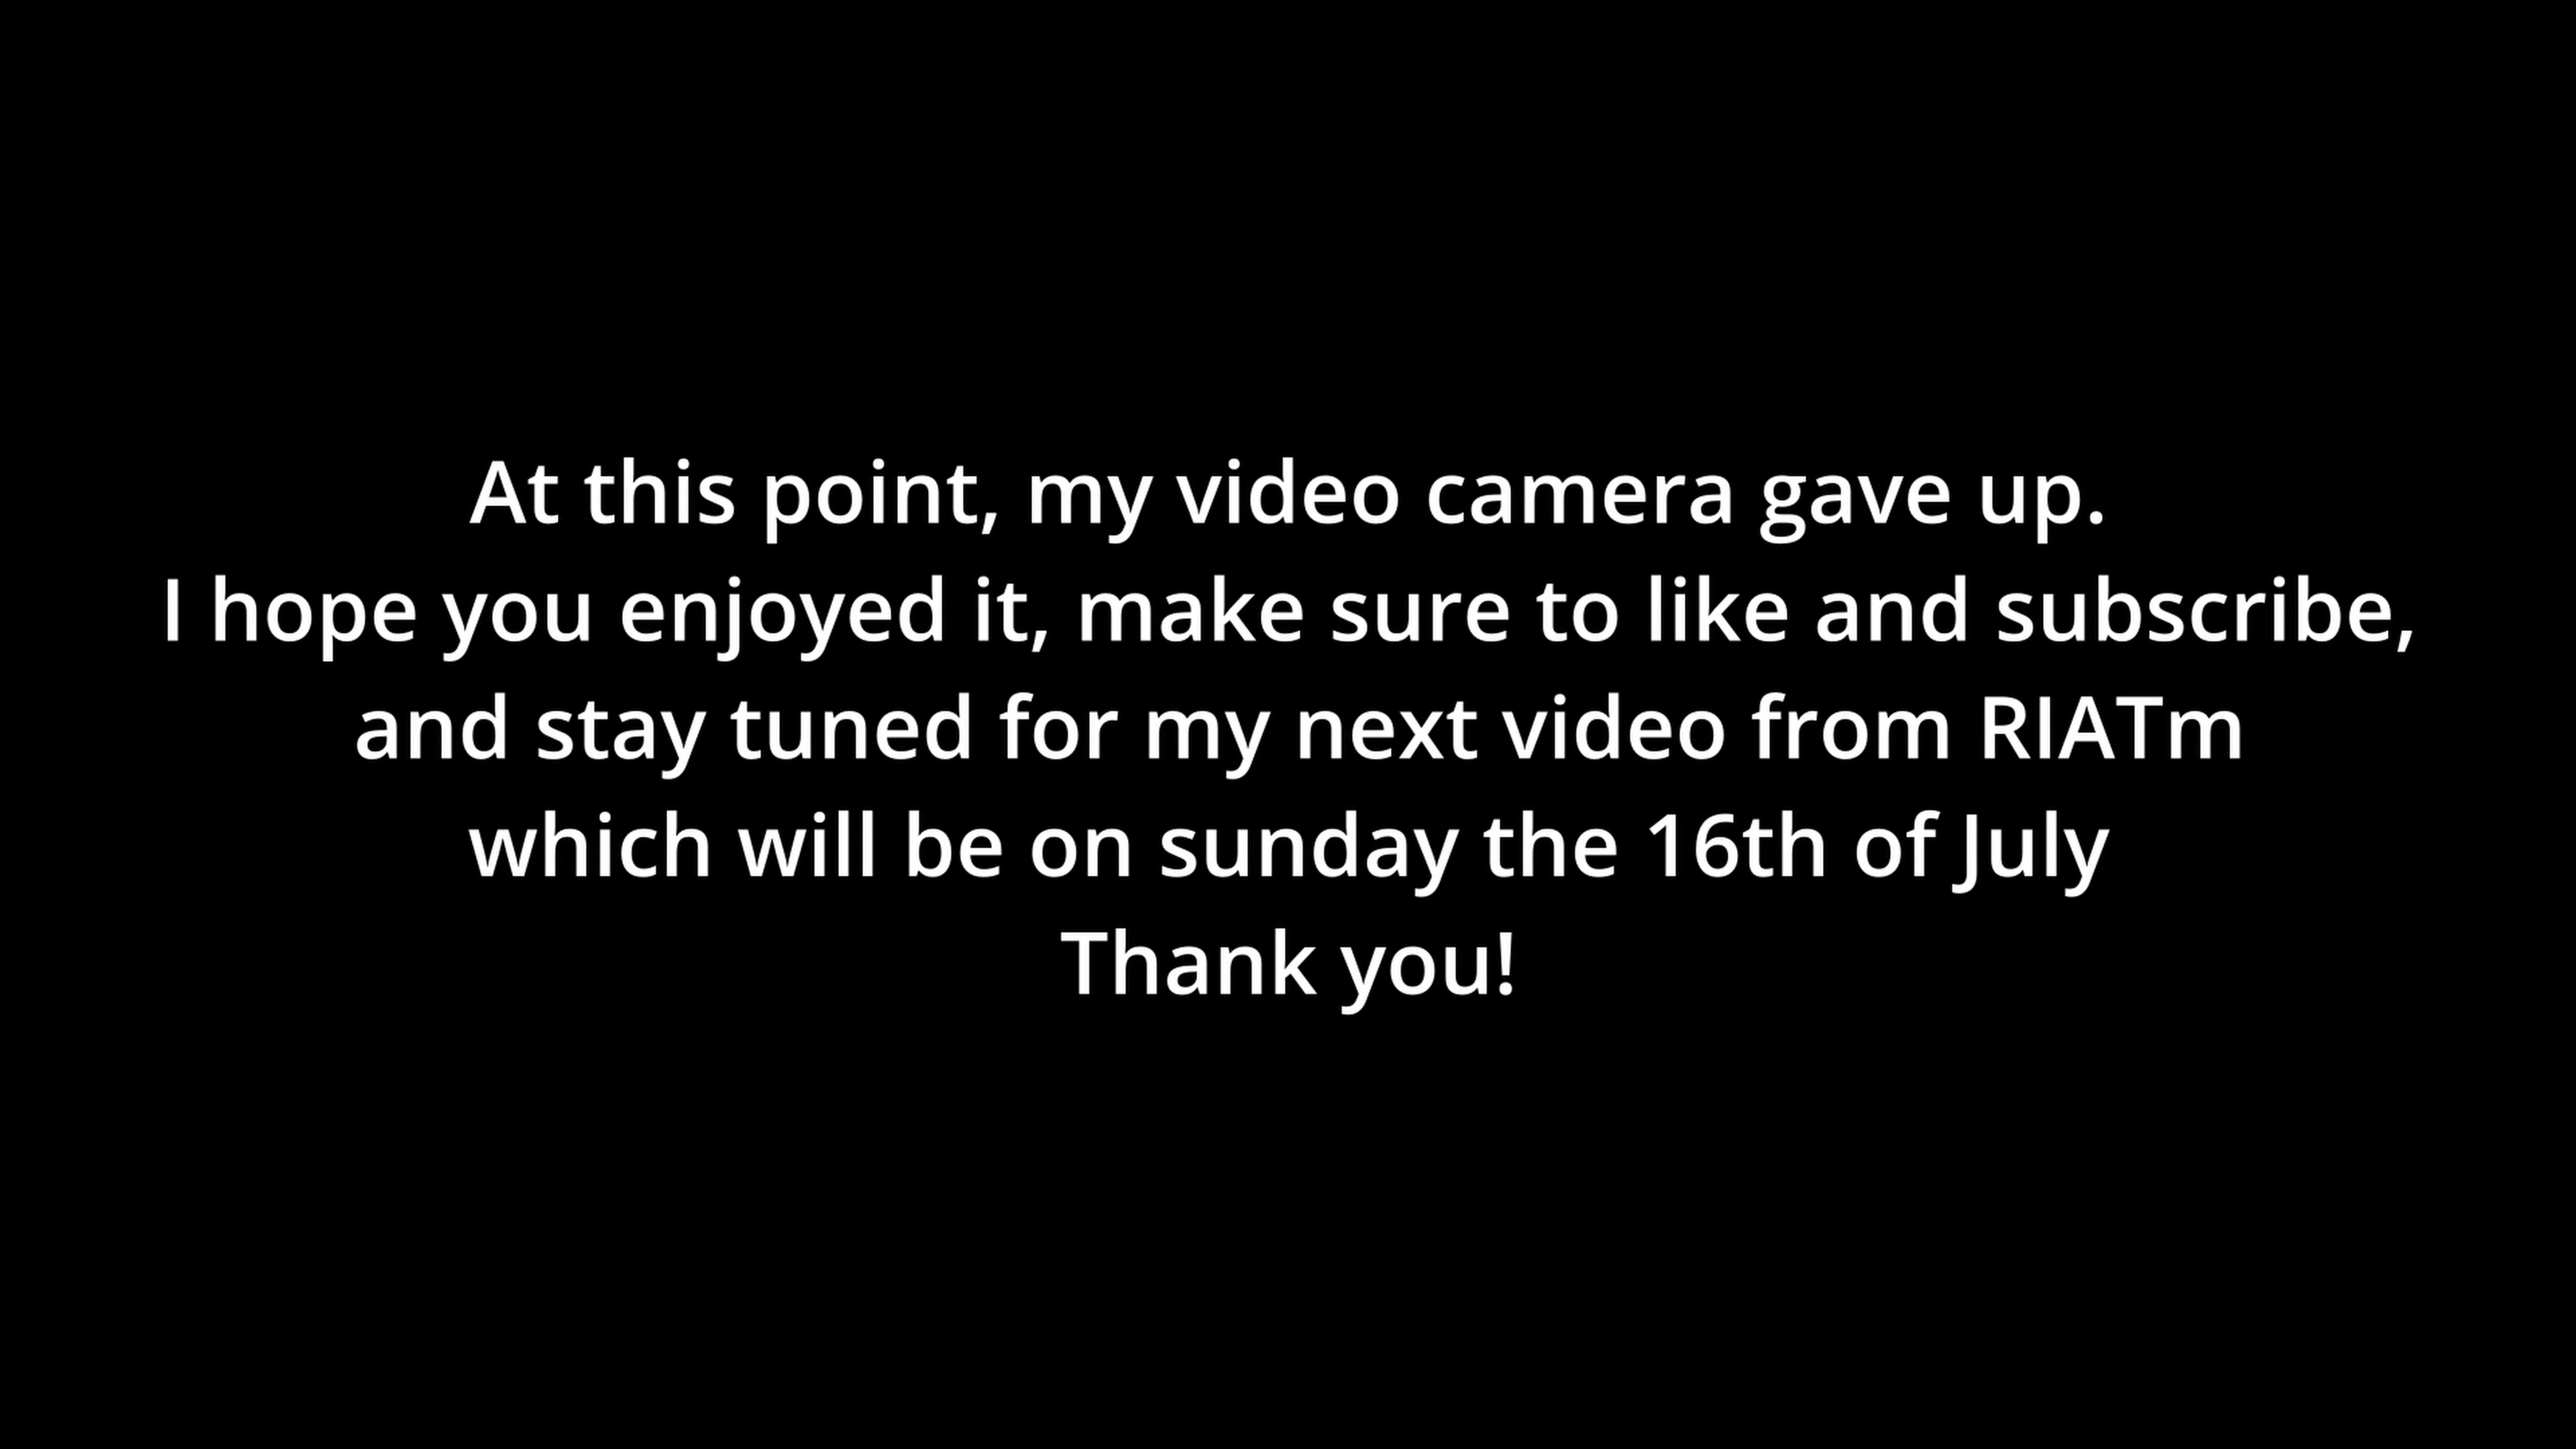 At this point, my video camera gave up.
I hope you enjoyed it, make sure to like and subscribe,
and stay tuned for my next video from RIATm
which will be on sunday the 16th of July
Thank you!